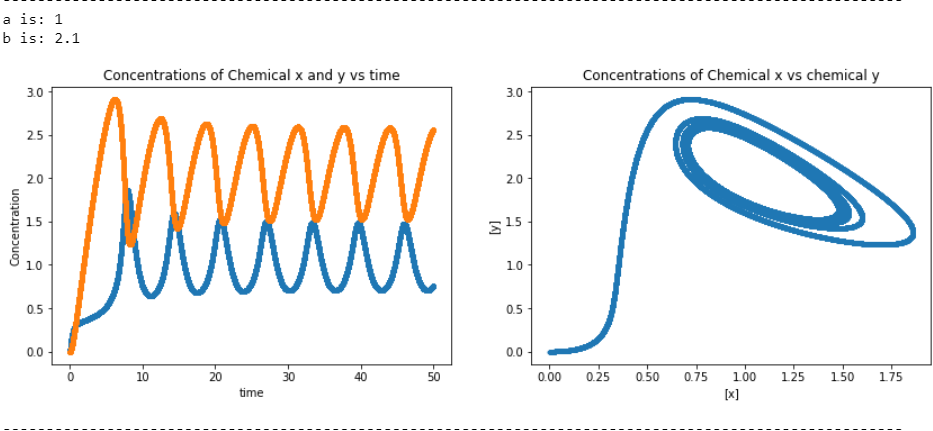 --------------------------------------------------------------------------------------------------------
a is: 1
b is: 2.1
Concentrations of Chemical x and y vs time
Concentration
3.0
2.5
2.0
1.5
1.0
0.5
0.0
0 10 20 30 40 50
time
Concentrations of Chemical x vs chemical y
[y]
3.0
2.5
2.0
1.5
1.0
0.5
0.0
0.00 0.25 0.50 0.75 1.00 1.25 1.50 1.75
[x]
--------------------------------------------------------------------------------------------------------